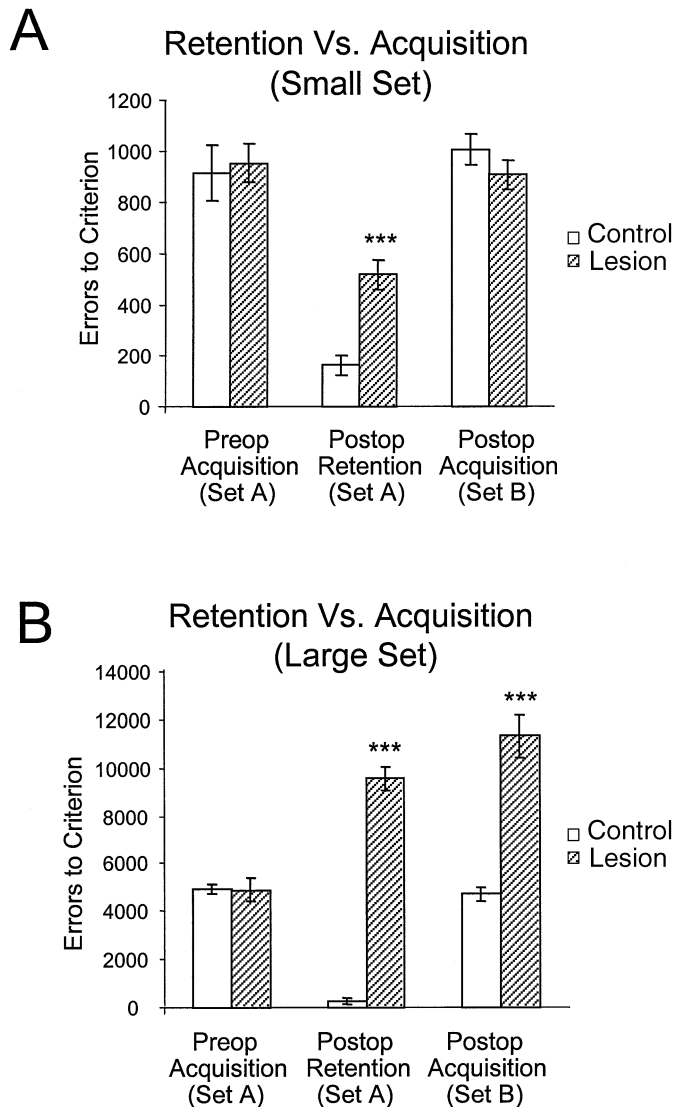 A
Retention Vs. Acquisition
(Small Set)
Errors to Criterion
1200
1000
800
600
400
200
0
***
Control
Lesion
Preop
Acquisition
(Set A)
Postop
Retention
(Set A)
Postop
Acquisition
(Set B)
B
Retention Vs. Acquisition
(Large Set)
Errors to Criterion
14000
12000
10000
8000
6000
4000
2000
0
***
***
Control
Lesion
Preop
Acquisition
(Set A)
Postop
Retention
(Set A)
Postop
Acquisition
(Set B)